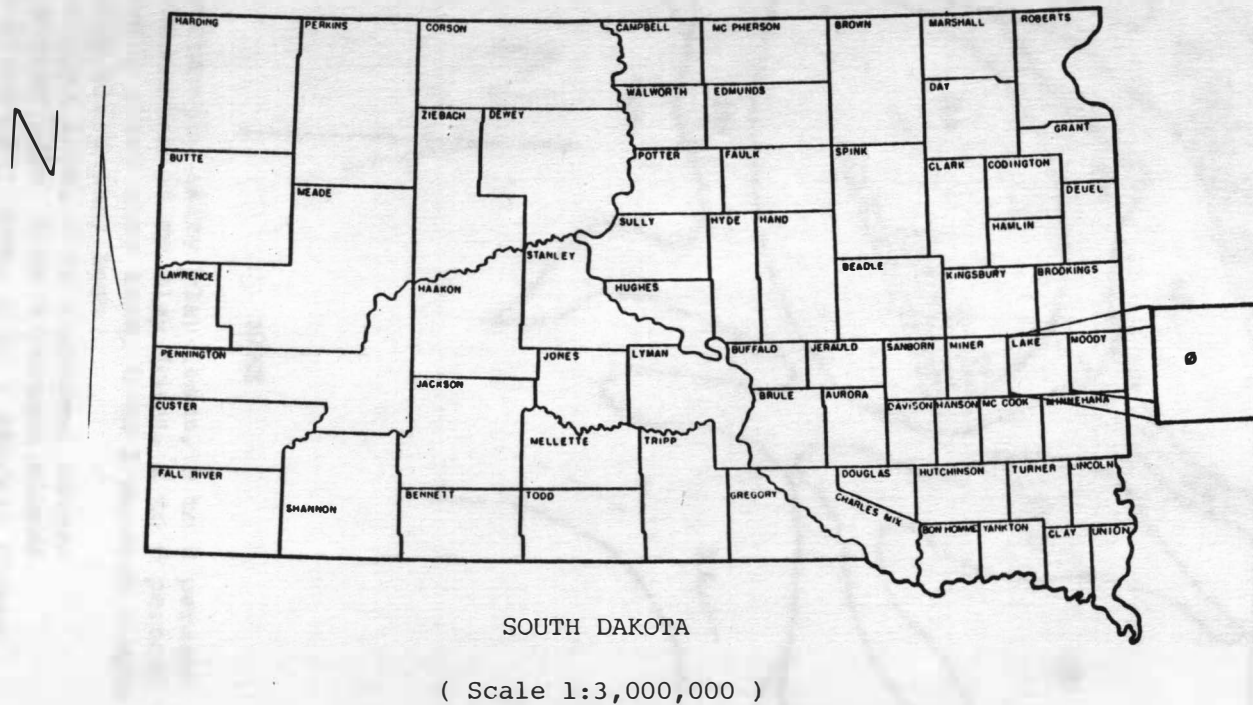 HARDING PERKINS CORSON CAMPBELL MC PHERSON BROWN MARSHALL ROBERTS
N
WALWORTH EDMUNDS DAY
ZIEBACH DEWEY
GRANT
BUTTE POTTER FAULK SPINK CLARK CODINGTON
MEADE DEUEL
SULLY HYDE HAND HAMLIN
STANLEY
LAWRENCE BEADLE KINGSBURY BROOKINGS
HAAKON HUGHES
PENNINGTON JONES LYMAN BUFFALO JERAULD SANBORN MINER LAKE MOODY
JACKSON
CUSTER BRULE AURORA DAVISON HANSON MC COOK MINNEHAHA
MELLETTE TRIPP
FALL RIVER DOUGLAS HUTCHINSON TURNER LINCOLN
SHANNON BENNETT TODD GREGORY CHARLES MIX
BON HOMME YANKTON CLAY UNION
SOUTH DAKOTA
( Scale 1:3,000,000 )